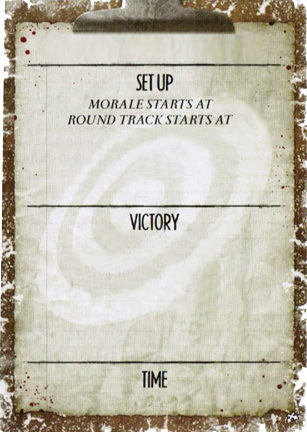 SET UP
MORALE STARTS AT
ROUND TRACK STARTS AT
VICTORY
TIME